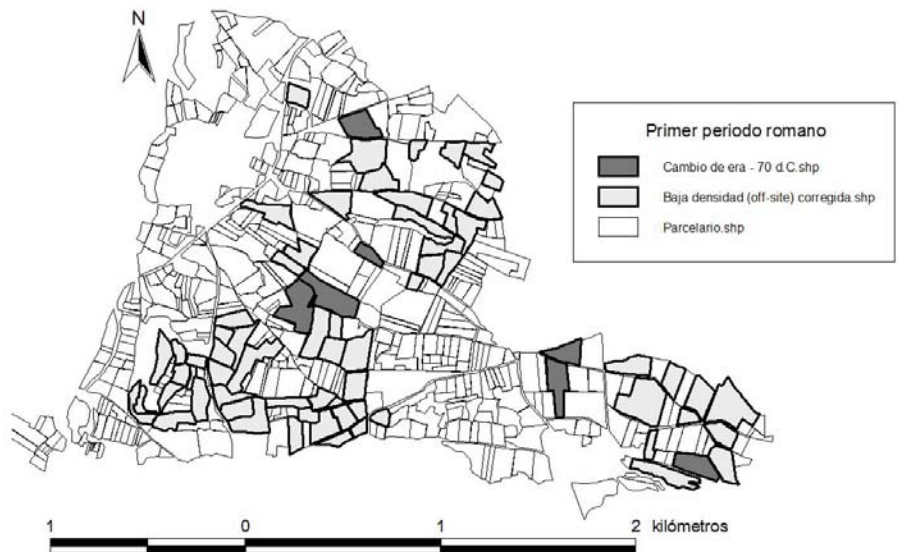 N
Primer periodo romano
Cambio de era - 70 d.C.shp
Baja densidad (off-site) corregida.shp
Parcelario.shp
1 0 1 2 kilómetros